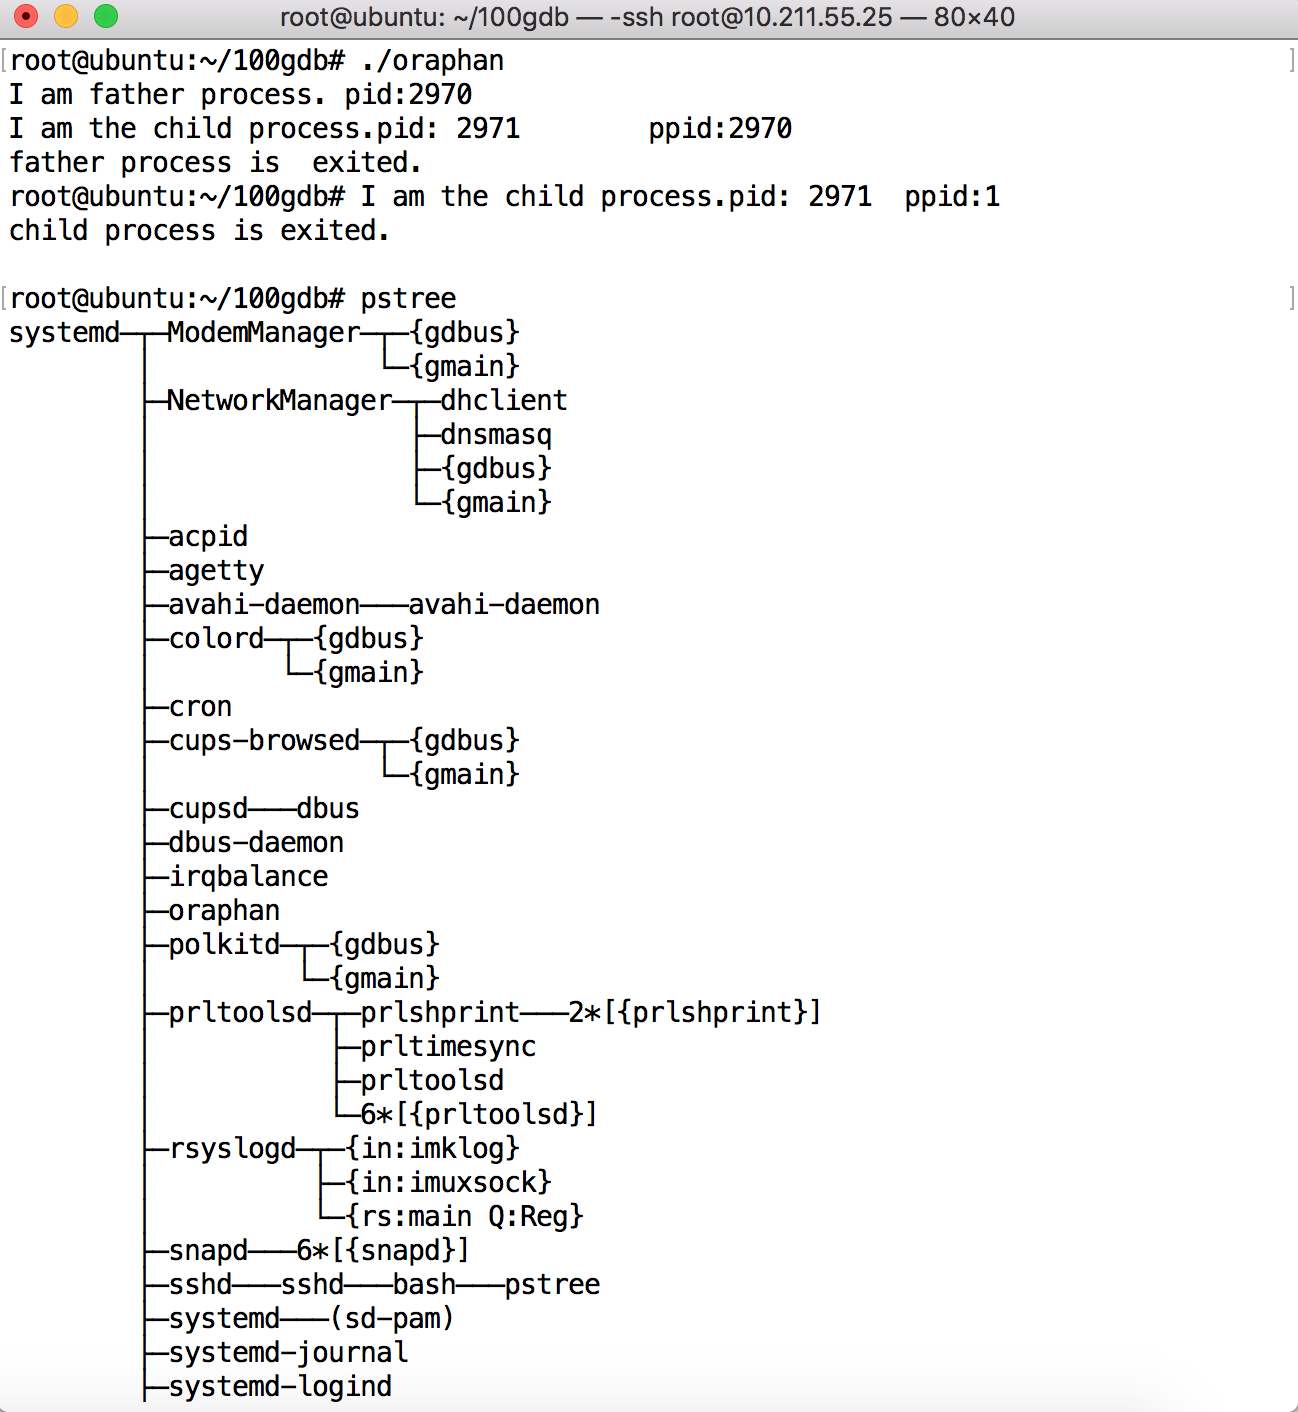 root@ubuntu: ~/100gdb — -ssh root@10.211.55.25 — 80×40
[root@ubuntu:~/100gdb# ./oraphan ]
I am father process. pid:2970
I am the child process.pid: 2971        ppid:2970
father process is  exited.
root@ubuntu:~/100gdb# I am the child process.pid: 2971  ppid:1
child process is exited.
[root@ubuntu:~/100gdb# pstree ]
systemd─┬─ModemManager─┬─{gdbus}
        │              └─{gmain}
        ├─NetworkManager─┬─dhclient
        │                ├─dnsmasq
        │                ├─{gdbus}
        │                └─{gmain}
        ├─acpid
        ├─agetty
        ├─avahi-daemon───avahi-daemon
        ├─colord─┬─{gdbus}
        │        └─{gmain}
        ├─cron
        ├─cups-browsed─┬─{gdbus}
        │              └─{gmain}
        ├─cupsd───dbus
        ├─dbus-daemon
        ├─irqbalance
        ├─oraphan
        ├─polkitd─┬─{gdbus}
        │         └─{gmain}
        ├─prltoolsd─┬─prlshprint───2*[{prlshprint}]
        │           ├─prltimesync
        │           ├─prltoolsd
        │           └─6*[{prltoolsd}]
        ├─rsyslogd─┬─{in:imklog}
        │          ├─{in:imuxsock}
        │          └─{rs:main Q:Reg}
        ├─snapd───6*[{snapd}]
        ├─sshd───sshd───bash───pstree
        ├─systemd───(sd-pam)
        ├─systemd-journal
        ├─systemd-logind